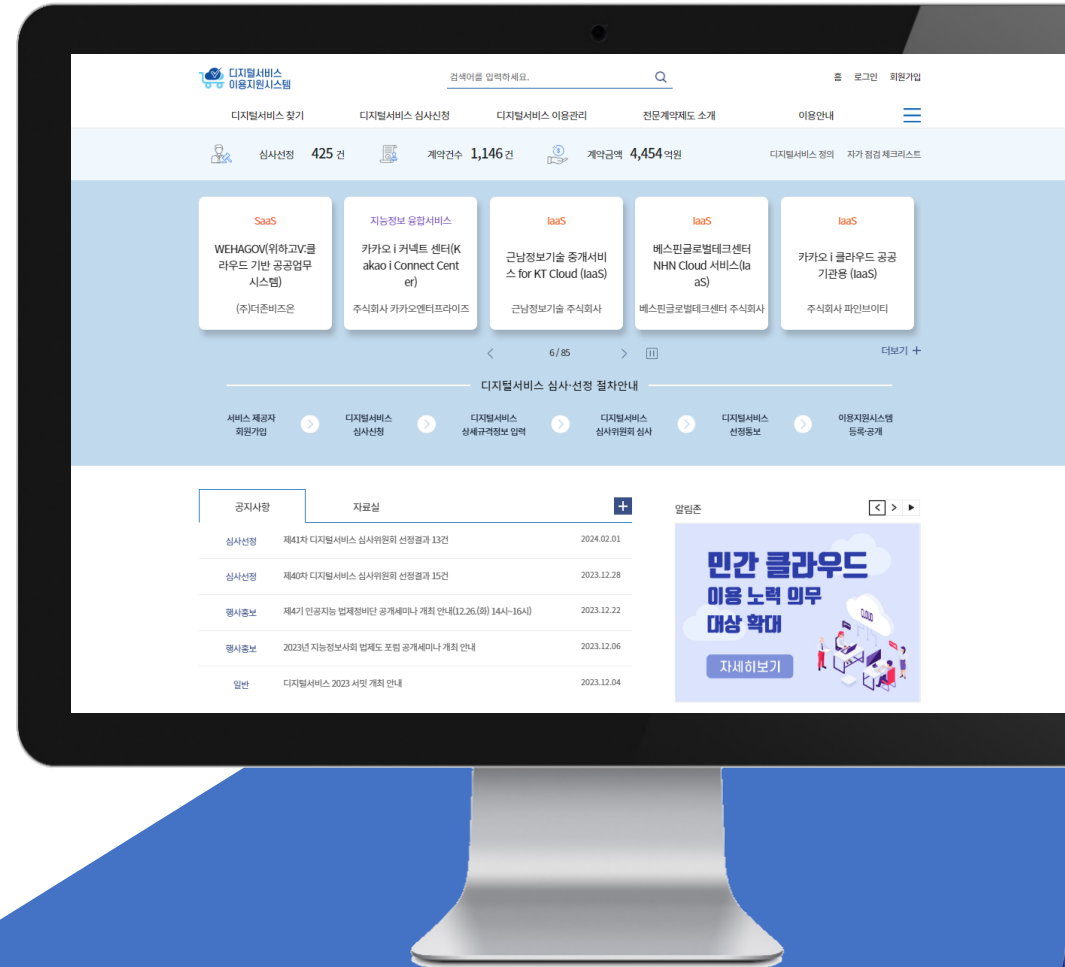 디지털서비스
이용지원시스템
검색어를 입력하세요.
홈 로그인 회원가입
디지털서비스 찾기 디지털서비스 심사신청 디지털서비스 이용관리 전문계약제도 소개 이용안내
심사선정 425 건 계약건수 1,146 건 계약금액 4,454 억원 디지털서비스 정의 자가 점검 체크리스트
SaaS
WEHAGOV(위하고V:클
라우드 기반 공공업무
시스템)
(주)더존비즈온
지능정보 융합서비스
카카오 i 커넥트 센터(K
akao i Connect Cent
er)
주식회사 카카오엔터프라이즈
IaaS
근남정보기술 중개서비
스 for KT Cloud (IaaS)
근남정보기술 주식회사
IaaS
베스핀글로벌테크센터
NHN Cloud 서비스(Ia
aS)
베스핀글로벌테크센터 주식회사
IaaS
카카오 i 클라우드 공공
기관용 (IaaS)
주식회사 파인브이티
6 / 85
더보기 +
디지털서비스 심사·선정 절차안내
서비스 제공자
회원가입
디지털서비스
심사신청
디지털서비스
상세규격정보 입력
디지털서비스
심사위원회 심사
디지털서비스
선정통보
이용지원시스템
등록·공개
공지사항 자료실
심사선정 제41차 디지털서비스 심사위원회 선정결과 13건 2024.02.01
심사선정 제40차 디지털서비스 심사위원회 선정결과 15건 2023.12.28
행사홍보 제4기 인공지능 법제정비단 공개세미나 개최 안내(12.26.(화) 14시~16시) 2023.12.22
행사홍보 2023년 지능정보사회 법제도 포럼 공개세미나 개최 안내 2023.12.06
일반 디지털서비스 2023 서밋 개최 안내 2023.12.04
알림존
민간 클라우드
이용 노력 의무
대상 확대
CLOUD
자세히보기